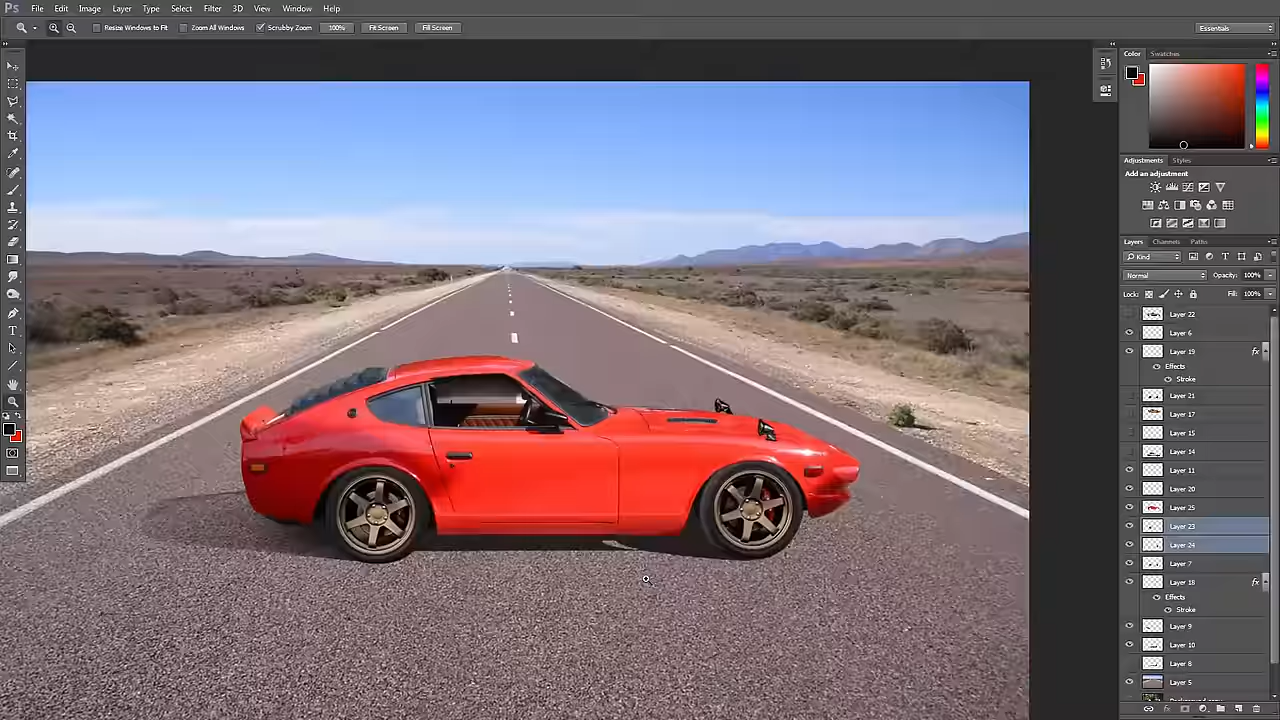 Ps File Edit Image Layer Type Select Filter 3D View Window Help
Resize Windows to Fit Zoom All Windows Scrubby Zoom 100% Fit Screen Fill Screen Essentials
Color Swatches
Adjustments Styles
Add an adjustment
Layers Channels Paths
Kind
Normal Opacity: 100%
Lock: Fill: 100%
Layer 22
Layer 6
Layer 19 fx
Effects
Stroke
Layer 21
Layer 17
Layer 15
Layer 14
Layer 11
Layer 20
Layer 25
Layer 23
Layer 24
Layer 7
Layer 18 fx
Effects
Stroke
Layer 9
Layer 10
Layer 8
Layer 5